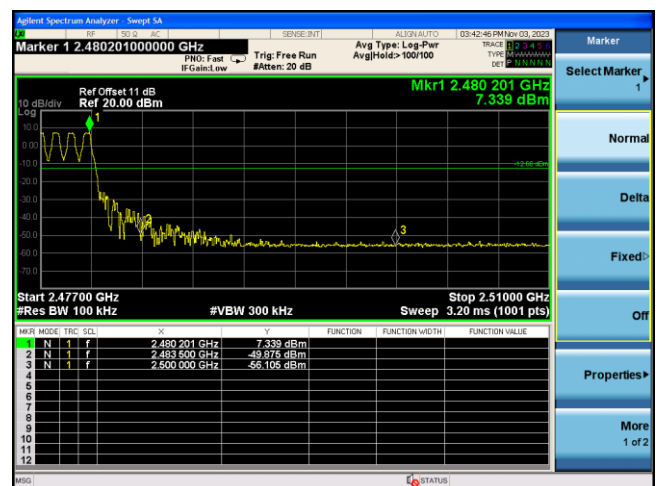 Agilent Spectrum Analyzer - Swept SA
RF 50 Ω AC SENSE:INT ALIGN AUTO 03:42:46 PM Nov 03, 2023
Marker 1 2.480201000000 GHz
PNO: Fast
IFGain:Low
Trig: Free Run
#Atten: 20 dB
Avg Type: Log-Pwr
Avg|Hold:> 100/100
TRACE 1 2 3 4 5 6
TYPE MWWWWW
DET P N N N N N
Ref Offset 11 dB
10 dB/div Ref 20.00 dBm
Log
Mkr1 2.480 201 GHz
7.339 dBm
10.0
0.00
-10.0
-20.0
-30.0
-40.0
-50.0
-60.0
-70.0
1
2
3
-12.66 dBm
Start 2.47700 GHz Stop 2.51000 GHz
#Res BW 100 kHz #VBW 300 kHz Sweep 3.20 ms (1001 pts)
MKR MODE TRC SCL X Y FUNCTION FUNCTION WIDTH FUNCTION VALUE
1 N 1 f 2.480 201 GHz 7.339 dBm
2 N 1 f 2.483 500 GHz -49.875 dBm
3 N 1 f 2.500 000 GHz -56.105 dBm
4
5
6
7
8
9
10
11
12
MSG STATUS
Marker
Select Marker
1
Normal
Delta
Fixed
Off
Properties
More
1 of 2